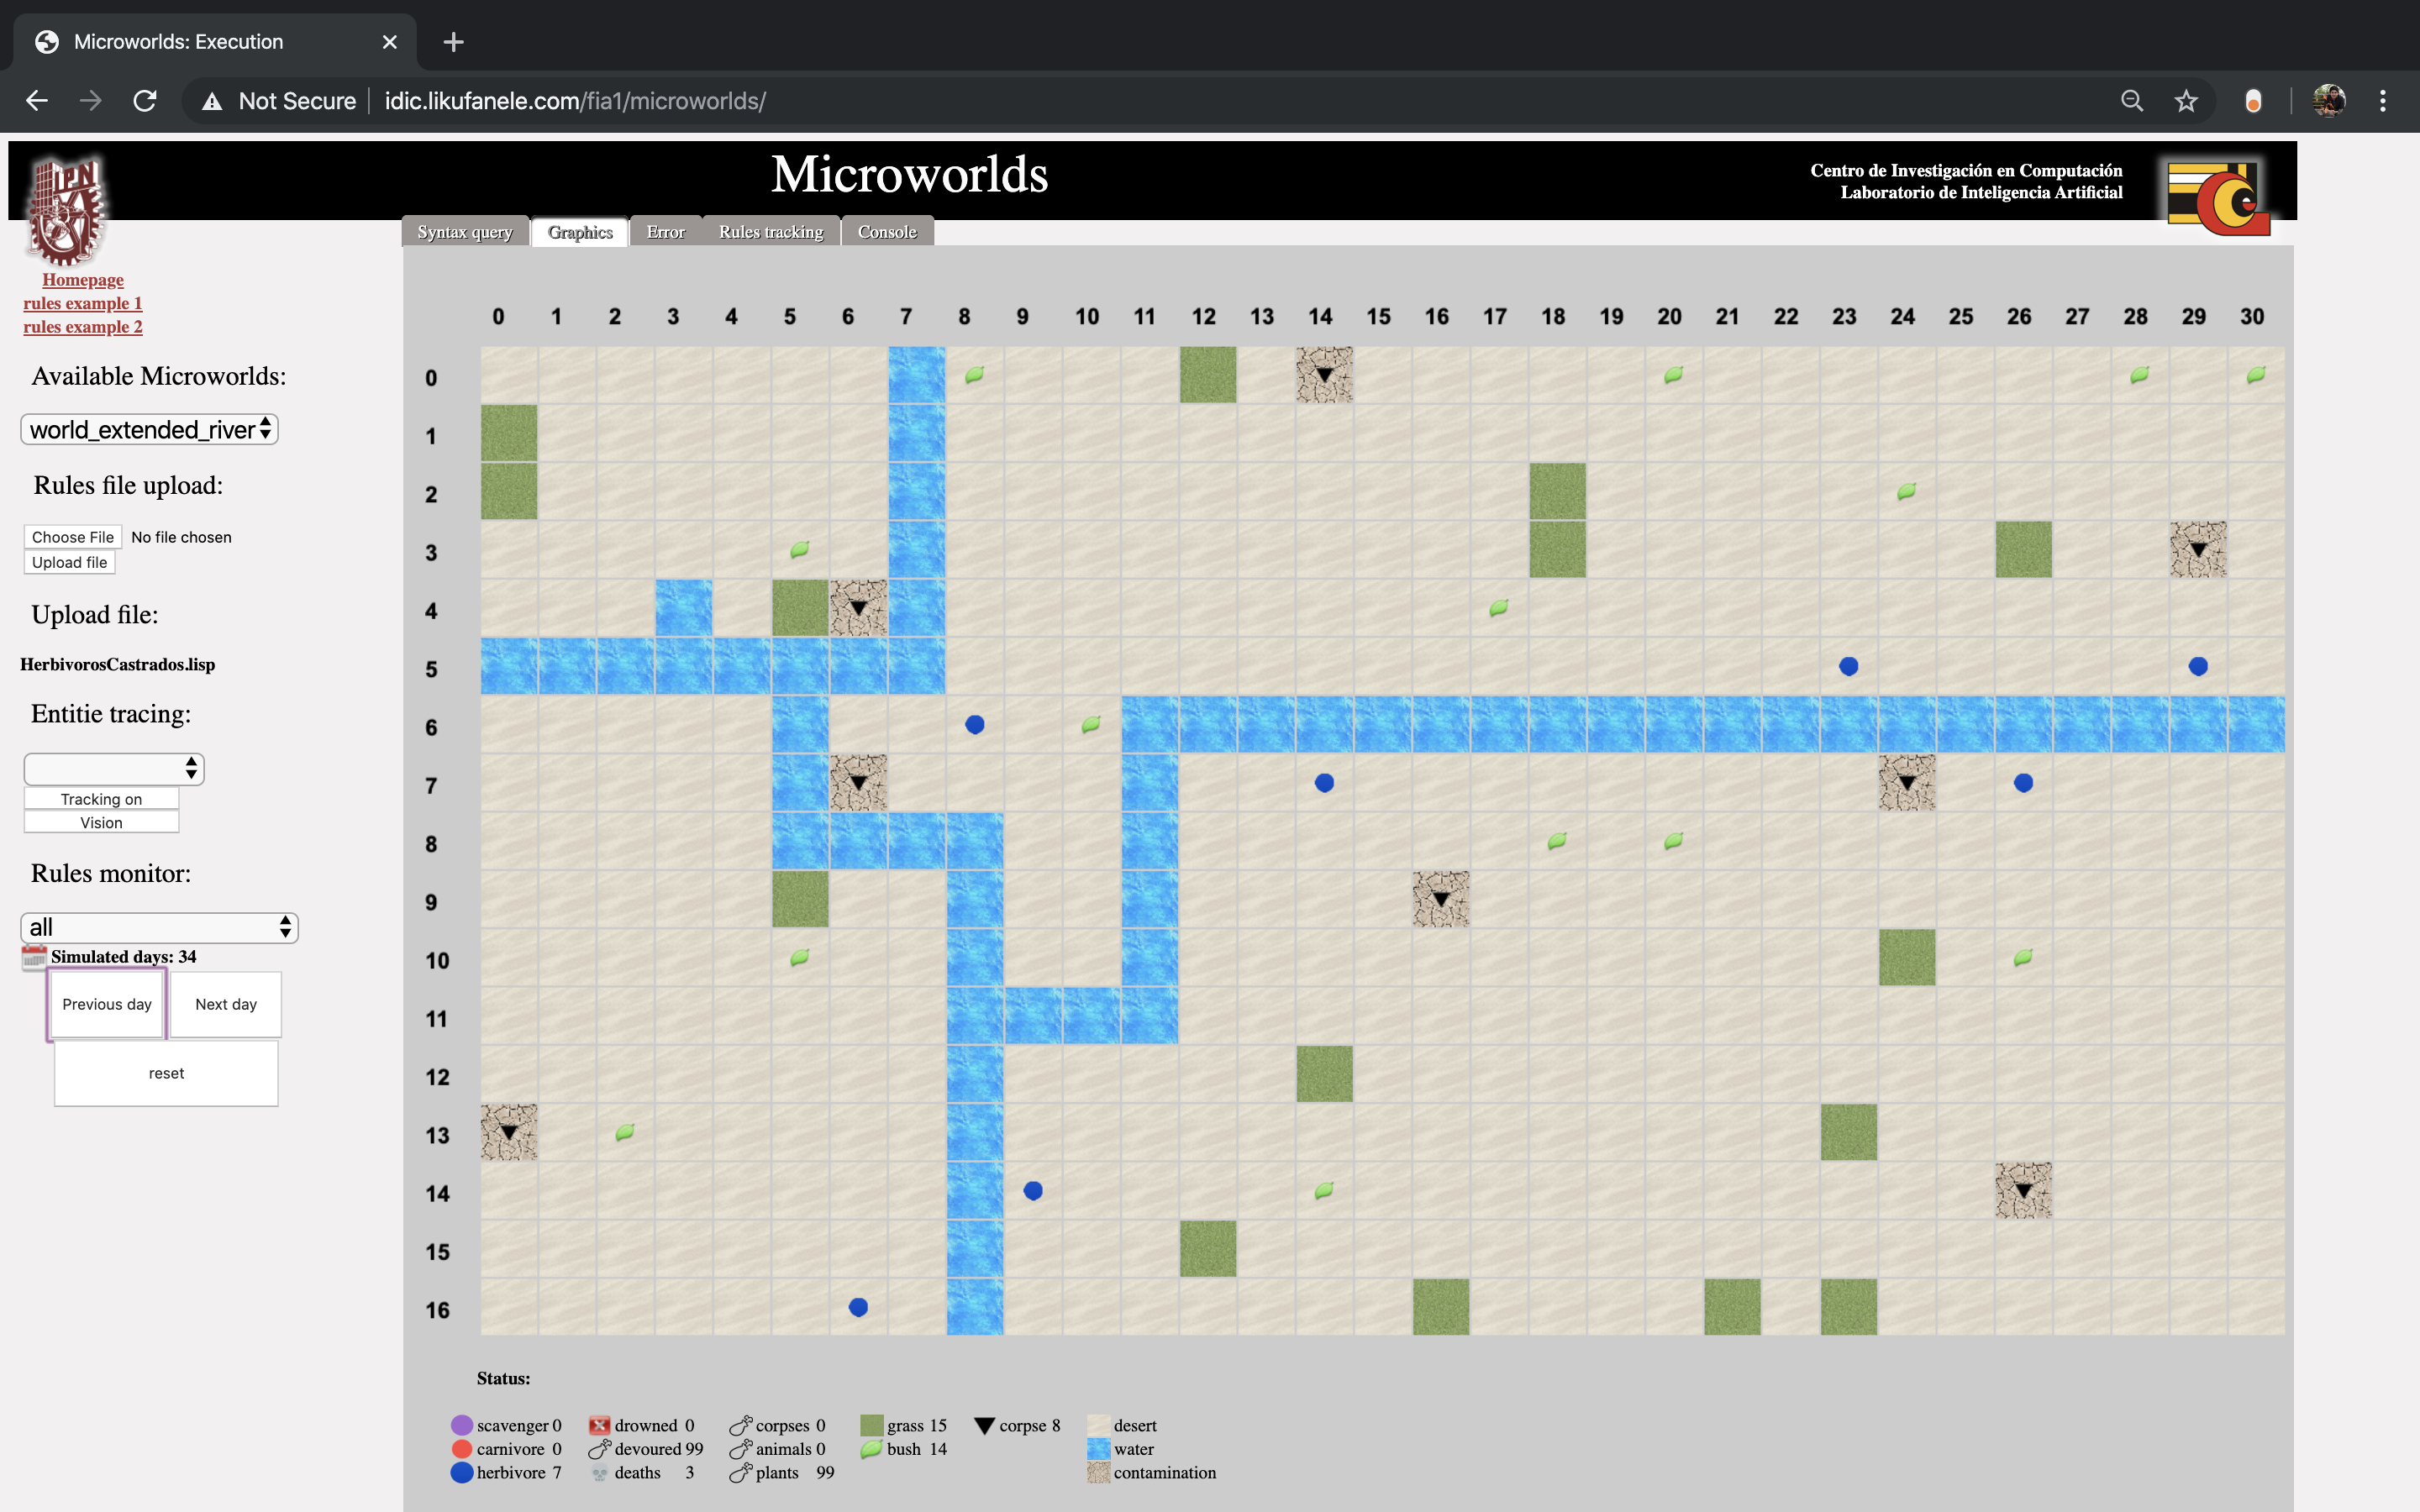 Microworlds: Execution
Not Secure idic.likufanele.com/fia1/microworlds/
IPN
Microworlds
Centro de Investigación en Computación
Laboratorio de Inteligencia Artificial
Syntax query Graphics Error Rules tracking Console
Homepage
rules example 1
rules example 2
Available Microworlds:
world_extended_river
Rules file upload:
Choose File No file chosen
Upload file
Upload file:
HerbivorosCastrados.lisp
Entitie tracing:
Tracking on
Vision
Rules monitor:
all
Simulated days: 34
Previous day Next day
reset
0 1 2 3 4 5 6 7 8 9 10 11 12 13 14 15 16 17 18 19 20 21 22 23 24 25 26 27 28 29 30
0
1
2
3
4
5
6
7
8
9
10
11
12
13
14
15
16
Status:
scavenger 0 drowned 0 corpses 0 grass 15 corpse 8 desert
carnivore 0 devoured 99 animals 0 bush 14 water
herbivore 7 deaths 3 plants 99 contamination